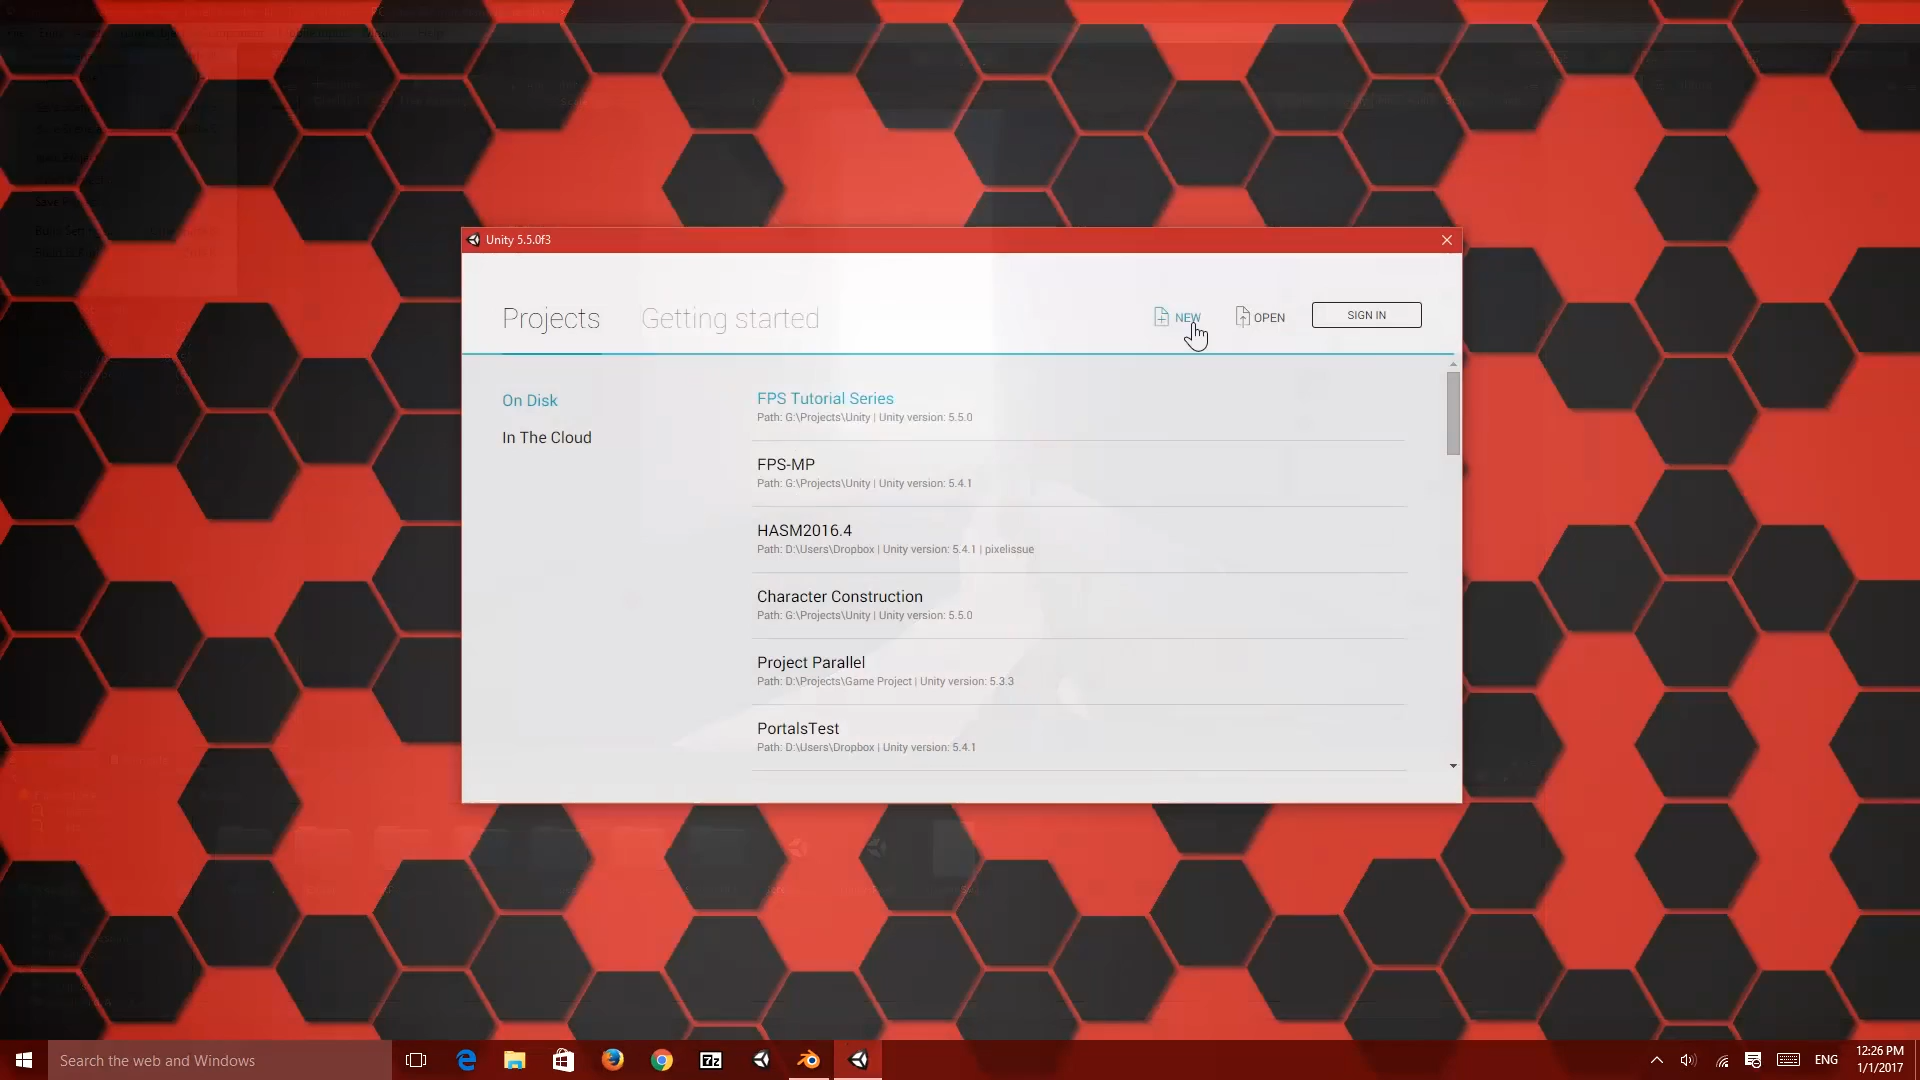 Unity 5.5.0f3
Projects
Getting started
NEW
OPEN
SIGN IN
On Disk
In The Cloud
FPS Tutorial Series
Path: G:\Projects\Unity | Unity version: 5.5.0
FPS-MP
Path: G:\Projects\Unity | Unity version: 5.4.1
HASM2016.4
Path: D:\Users\Dropbox | Unity version: 5.4.1 | pixelissue
Character Construction
Path: G:\Projects\Unity | Unity version: 5.5.0
Project Parallel
Path: D:\Projects\Game Project | Unity version: 5.3.3
PortalsTest
Path: D:\Users\Dropbox | Unity version: 5.4.1
Search the web and Windows
7z
ENG
12:26 PM
1/1/2017